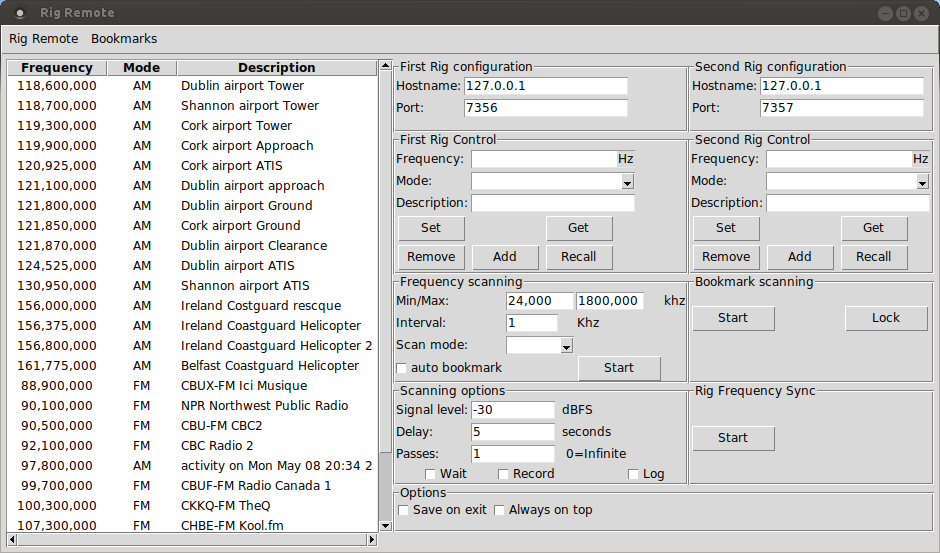 Rig Remote
Rig Remote Bookmarks
Frequency Mode Description
118,600,000 AM Dublin airport Tower
118,700,000 AM Shannon airport Tower
119,300,000 AM Cork airport Tower
119,900,000 AM Cork airport Approach
120,925,000 AM Cork airport ATIS
121,100,000 AM Dublin airport approach
121,800,000 AM Dublin airport Ground
121,850,000 AM Cork airport Ground
121,870,000 AM Dublin airport Clearance
124,525,000 AM Dublin airport ATIS
130,950,000 AM Shannon airport ATIS
156,000,000 AM Ireland Costguard rescque
156,375,000 AM Ireland Coastguard Helicopter
156,800,000 AM Ireland Coastguard Helicopter 2
161,775,000 AM Belfast Coastguard Helicopter
88,900,000 FM CBUX-FM Ici Musique
90,100,000 FM NPR Northwest Public Radio
90,500,000 FM CBU-FM CBC2
92,100,000 FM CBC Radio 2
97,800,000 AM activity on Mon May 08 20:34 2
99,700,000 FM CBUF-FM Radio Canada 1
100,300,000 FM CKKQ-FM TheQ
107,300,000 FM CHBE-FM Kool.fm
First Rig configuration
Hostname: 127.0.0.1
Port: 7356
Second Rig configuration
Hostname: 127.0.0.1
Port: 7357
First Rig Control
Frequency: Hz
Mode:
Description:
Set Get
Remove Add Recall
Second Rig Control
Frequency: Hz
Mode:
Description:
Set Get
Remove Add Recall
Frequency scanning
Min/Max: 24,000 1800,000 khz
Interval: 1 Khz
Scan mode:
auto bookmark Start
Bookmark scanning
Start Lock
Scanning options
Signal level: -30 dBFS
Delay: 5 seconds
Passes: 1 0=Infinite
Wait Record Log
Rig Frequency Sync
Start
Options
Save on exit Always on top